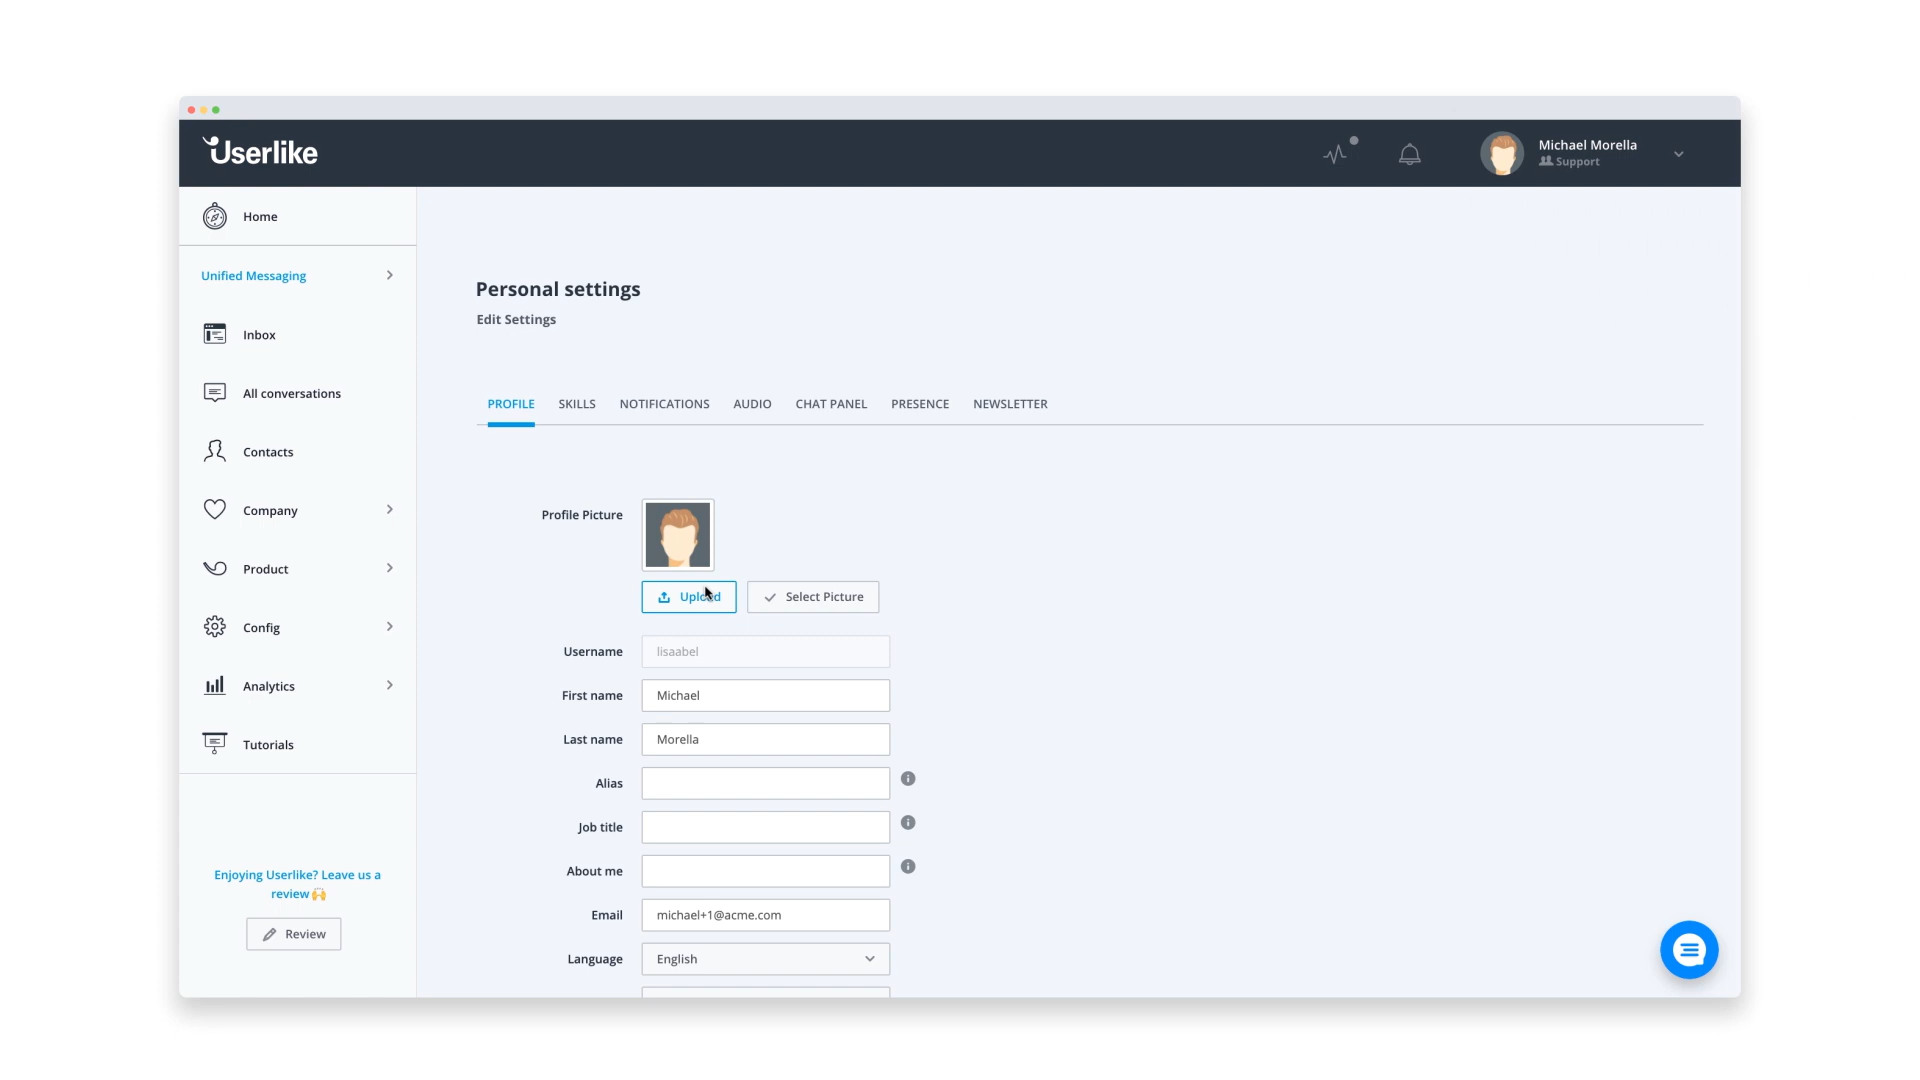 Userlike
Michael Morella
Support
Home
Unified Messaging
Inbox
All conversations
Contacts
Company
Product
Config
Analytics
Tutorials
Enjoying Userlike? Leave us a
review 🙌
Review
Personal settings
Edit Settings
PROFILE SKILLS NOTIFICATIONS AUDIO CHAT PANEL PRESENCE NEWSLETTER
Profile Picture
Upload Select Picture
Username lisaabel
First name Michael
Last name Morella
Alias
Job title
About me
Email michael+1@acme.com
Language English